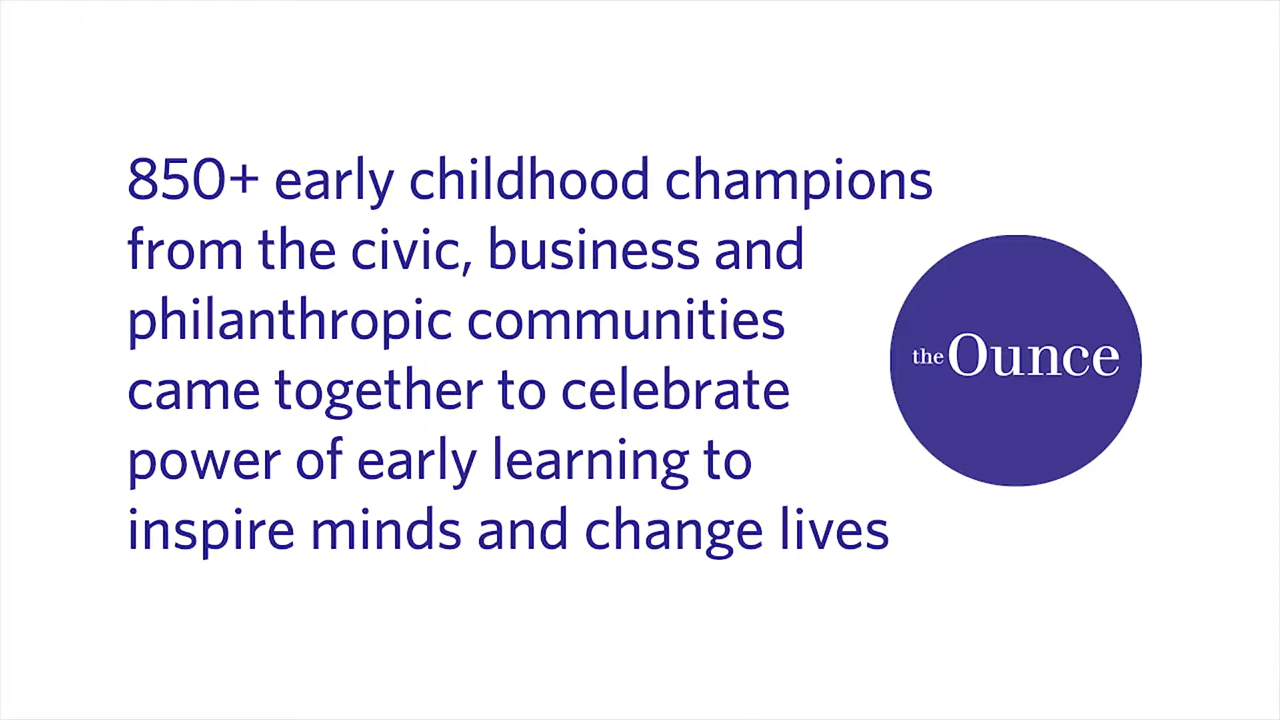 850+ early childhood champions
from the civic, business and
philanthropic communities
came together to celebrate
power of early learning to
inspire minds and change lives
the Ounce